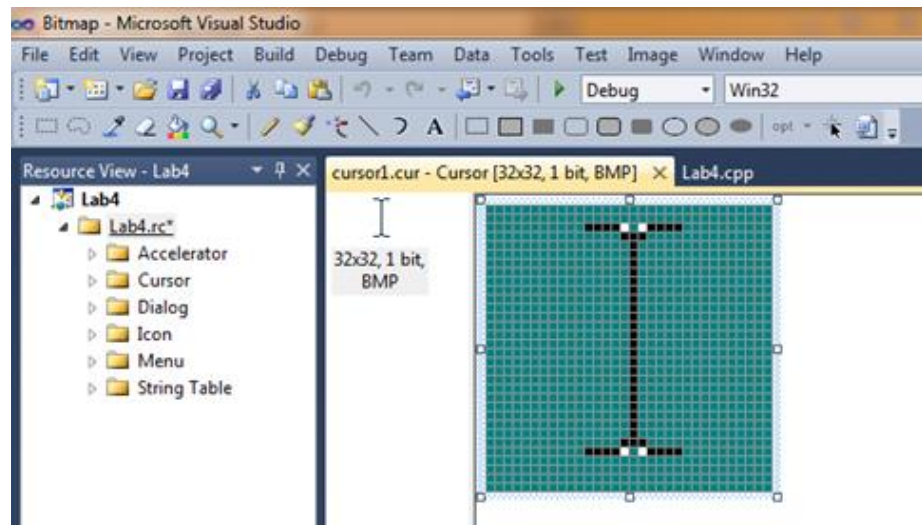 Bitmap - Microsoft Visual Studio
File Edit View Project Build Debug Team Data Tools Test Image Window Help
Debug Win32
A opt
Resource View - Lab4
cursor1.cur - Cursor [32x32, 1 bit, BMP] Lab4.cpp
Lab4
Lab4.rc*
Accelerator
Cursor
Dialog
Icon
Menu
String Table
32x32, 1 bit,
BMP